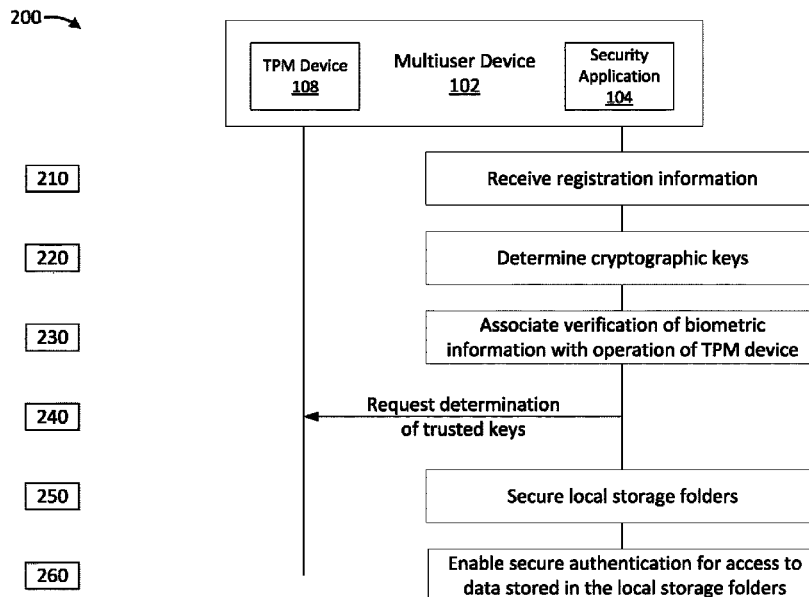 200
TPM Device
108
Multiuser Device
102
Security
Application
104
210
Receive registration information
220
Determine cryptographic keys
230
Associate verification of biometric
information with operation of TPM device
240
Request determination
of trusted keys
250
Secure local storage folders
260
Enable secure authentication for access to
data stored in the local storage folders